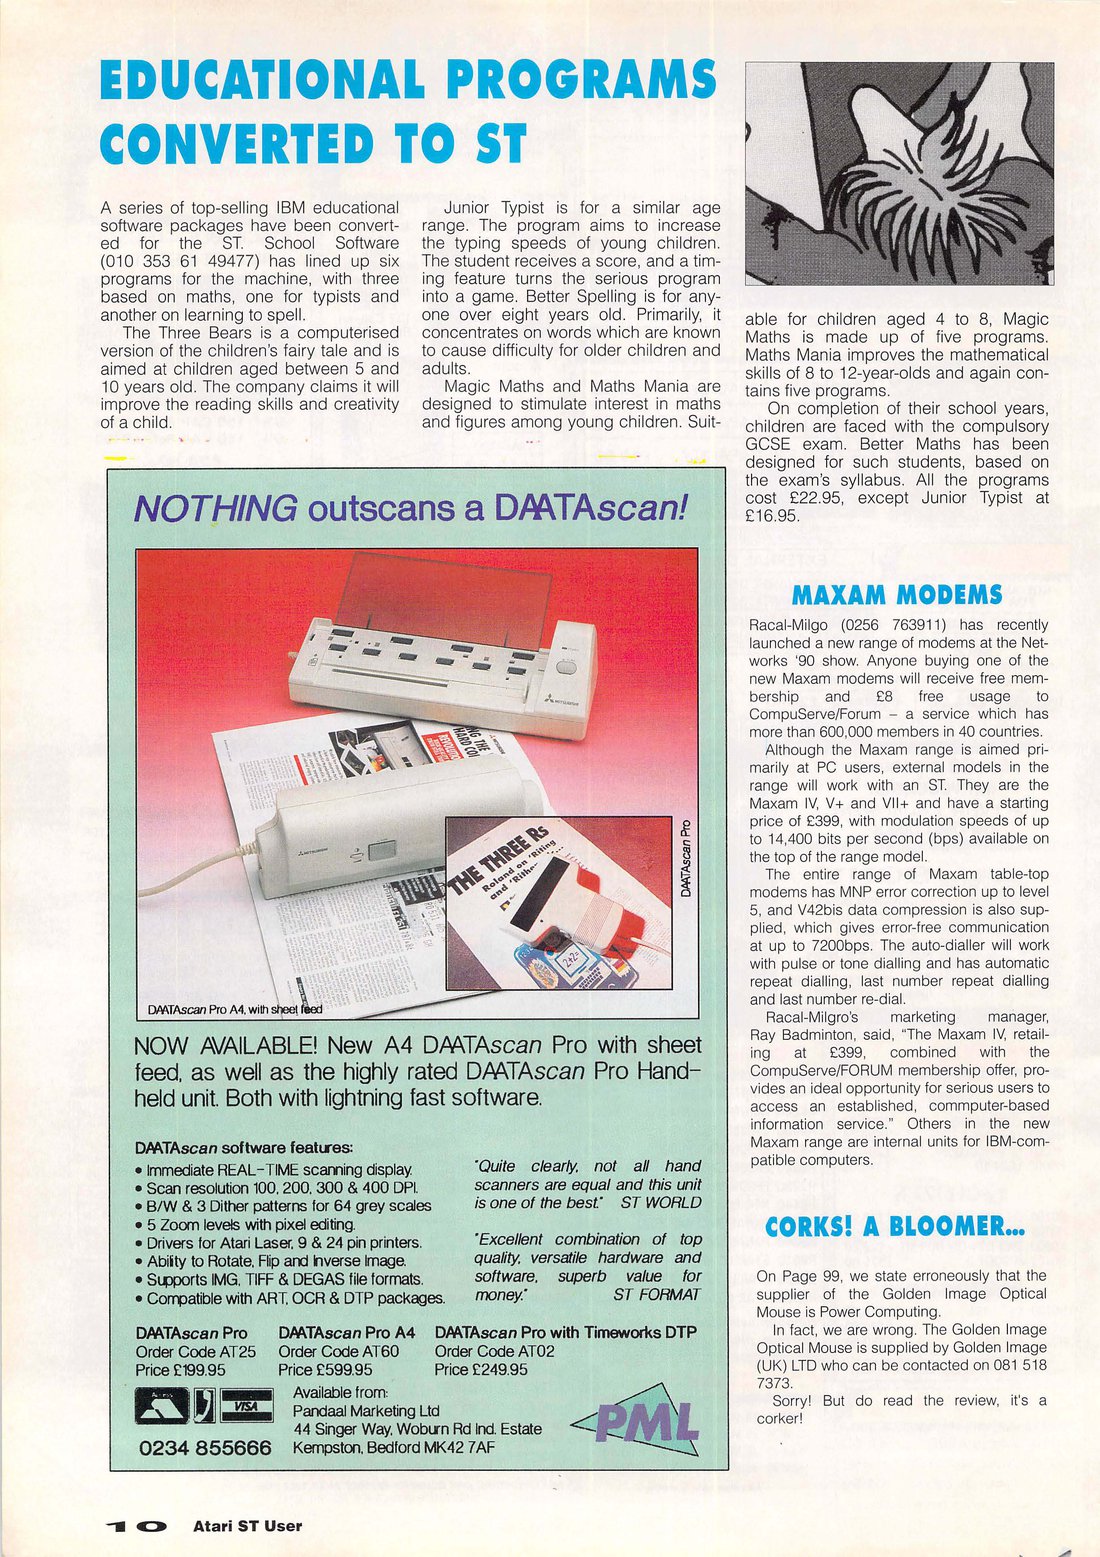 EDUCATIONAL PROGRAMS
CONVERTED TO ST
A series of top-selling IBM educational
software packages have been convert-
ed for the ST. School Software
(010 353 61 49477) has lined up six
programs for the machine, with three
based on maths, one for typists and
another on learning to spell.
The Three Bears is a computerised
version of the children's fairy tale and is
aimed at children aged between 5 and
10 years old. The company claims it will
improve the reading skills and creativity
of a child.
Junior Typist is for a similar age
range. The program aims to increase
the typing speeds of young children.
The student receives a score, and a tim-
ing feature turns the serious program
into a game. Better Spelling is for any-
one over eight years old. Primarily, it
concentrates on words which are known
to cause difficulty for older children and
adults.
Magic Maths and Maths Mania are
designed to stimulate interest in maths
and figures among young children. Suit-
able for children aged 4 to 8, Magic
Maths is made up of five programs.
Maths Mania improves the mathematical
skills of 8 to 12-year-olds and again con-
tains five programs.
On completion of their school years,
children are faced with the compulsory
GCSE exam. Better Maths has been
designed for such students, based on
the exam's syllabus. All the programs
cost £22.95, except Junior Typist at
£16.95.
NOTHING outscans a DAATAscan!
MITSUBISHI
MITSUBISHI
THE THREE Rs
Roland on 'Riting
and 'Rithm
2+2=
DAATAscan Pro
DAATAscan Pro A4, with sheet feed
NOW AVAILABLE! New A4 DAATAscan Pro with sheet
feed, as well as the highly rated DAATAscan Pro Hand-
held unit. Both with lightning fast software.
DAATAscan software features:
• Immediate REAL-TIME scanning display.
• Scan resolution 100, 200, 300 & 400 DPI.
• B/W & 3 Dither patterns for 64 grey scales
• 5 Zoom levels with pixel editing.
• Drivers for Atari Laser, 9 & 24 pin printers.
• Ability to Rotate, Flip and Inverse Image.
• Supports IMG, TIFF & DEGAS file formats.
• Compatible with ART, OCR & DTP packages.
"Quite clearly, not all hand
scanners are equal and this unit
is one of the best." ST WORLD
"Excellent combination of top
quality, versatile hardware and
software, superb value for
money." ST FORMAT
DAATAscan Pro
Order Code AT25
Price £199.95
DAATAscan Pro A4
Order Code AT60
Price £599.95
DAATAscan Pro with Timeworks DTP
Order Code AT02
Price £249.95
VISA
0234 855666
Available from:
Pandaal Marketing Ltd
44 Singer Way, Woburn Rd Ind. Estate
Kempston, Bedford MK42 7AF
PML
MAXAM MODEMS
Racal-Milgo (0256 763911) has recently
launched a new range of modems at the Net-
works '90 show. Anyone buying one of the
new Maxam modems will receive free mem-
bership and £8 free usage to
CompuServe/Forum – a service which has
more than 600,000 members in 40 countries.
Although the Maxam range is aimed pri-
marily at PC users, external models in the
range will work with an ST. They are the
Maxam IV, V+ and VII+ and have a starting
price of £399, with modulation speeds of up
to 14,400 bits per second (bps) available on
the top of the range model.
The entire range of Maxam table-top
modems has MNP error correction up to level
5, and V42bis data compression is also sup-
plied, which gives error-free communication
at up to 7200bps. The auto-dialler will work
with pulse or tone dialling and has automatic
repeat dialling, last number repeat dialling
and last number re-dial.
Racal-Milgro's marketing manager,
Ray Badminton, said, "The Maxam IV, retail-
ing at £399, combined with the
CompuServe/FORUM membership offer, pro-
vides an ideal opportunity for serious users to
access an established, commputer-based
information service." Others in the new
Maxam range are internal units for IBM-com-
patible computers.
CORKS! A BLOOMER...
On Page 99, we state erroneously that the
supplier of the Golden Image Optical
Mouse is Power Computing.
In fact, we are wrong. The Golden Image
Optical Mouse is supplied by Golden Image
(UK) LTD who can be contacted on 081 518
7373.
Sorry! But do read the review, it's a
corker!
10 Atari ST User